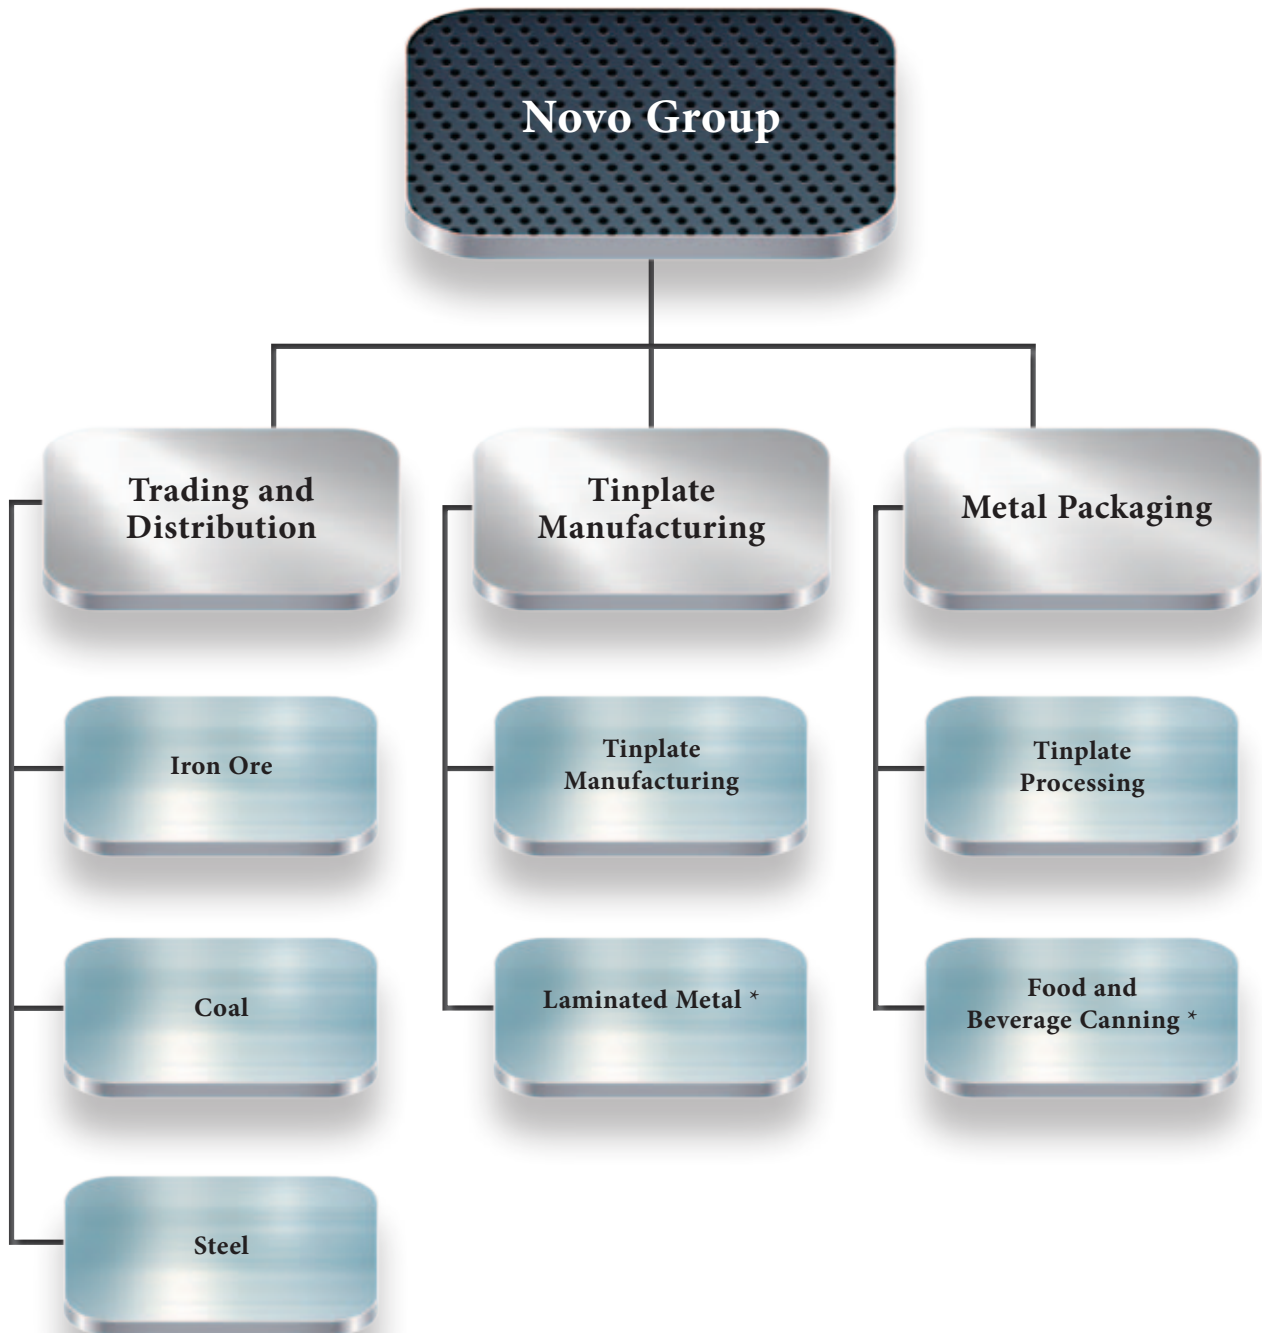 Novo Group
Trading and
Distribution
Tinplate
Manufacturing
Metal Packaging
Iron Ore
Tinplate
Manufacturing
Tinplate
Processing
Coal
Laminated Metal *
Food and
Beverage Canning *
Steel